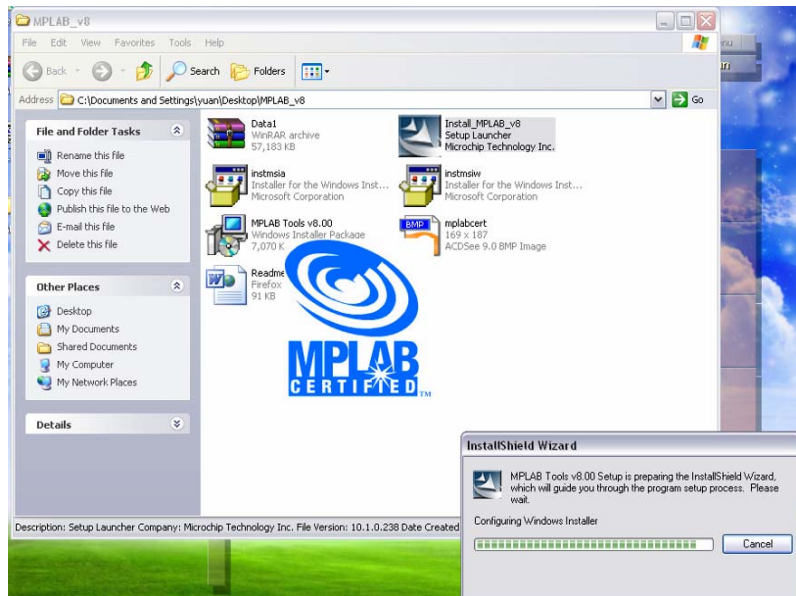 MPLAB_v8
File Edit View Favorites Tools Help
Back Search Folders
Address C:\Documents and Settings\yuan\Desktop\MPLAB_v8 Go
File and Folder Tasks
Rename this file
Move this file
Copy this file
Publish this file to the Web
E-mail this file
Delete this file
Other Places
Desktop
My Documents
Shared Documents
My Computer
My Network Places
Details
Data1
WinRAR archive
57,183 KB
Install_MPLAB_v8
Setup Launcher
Microchip Technology Inc.
instmsia
Installer for the Windows Inst...
Microsoft Corporation
instmsiw
Installer for the Windows Inst...
Microsoft Corporation
MPLAB Tools v8.00
Windows Installer Package
7,070 K
BMP
mplabcert
169 x 187
ACDSee 9.0 BMP Image
Readme
Firefox
91 KB
MPLAB
CERTIFIED
TM
InstallShield Wizard
MPLAB Tools v8.00 Setup is preparing the InstallShield Wizard,
which will guide you through the program setup process. Please
wait.
Configuring Windows Installer
Cancel
Description: Setup Launcher Company: Microchip Technology Inc. File Version: 10.1.0.238 Date Created